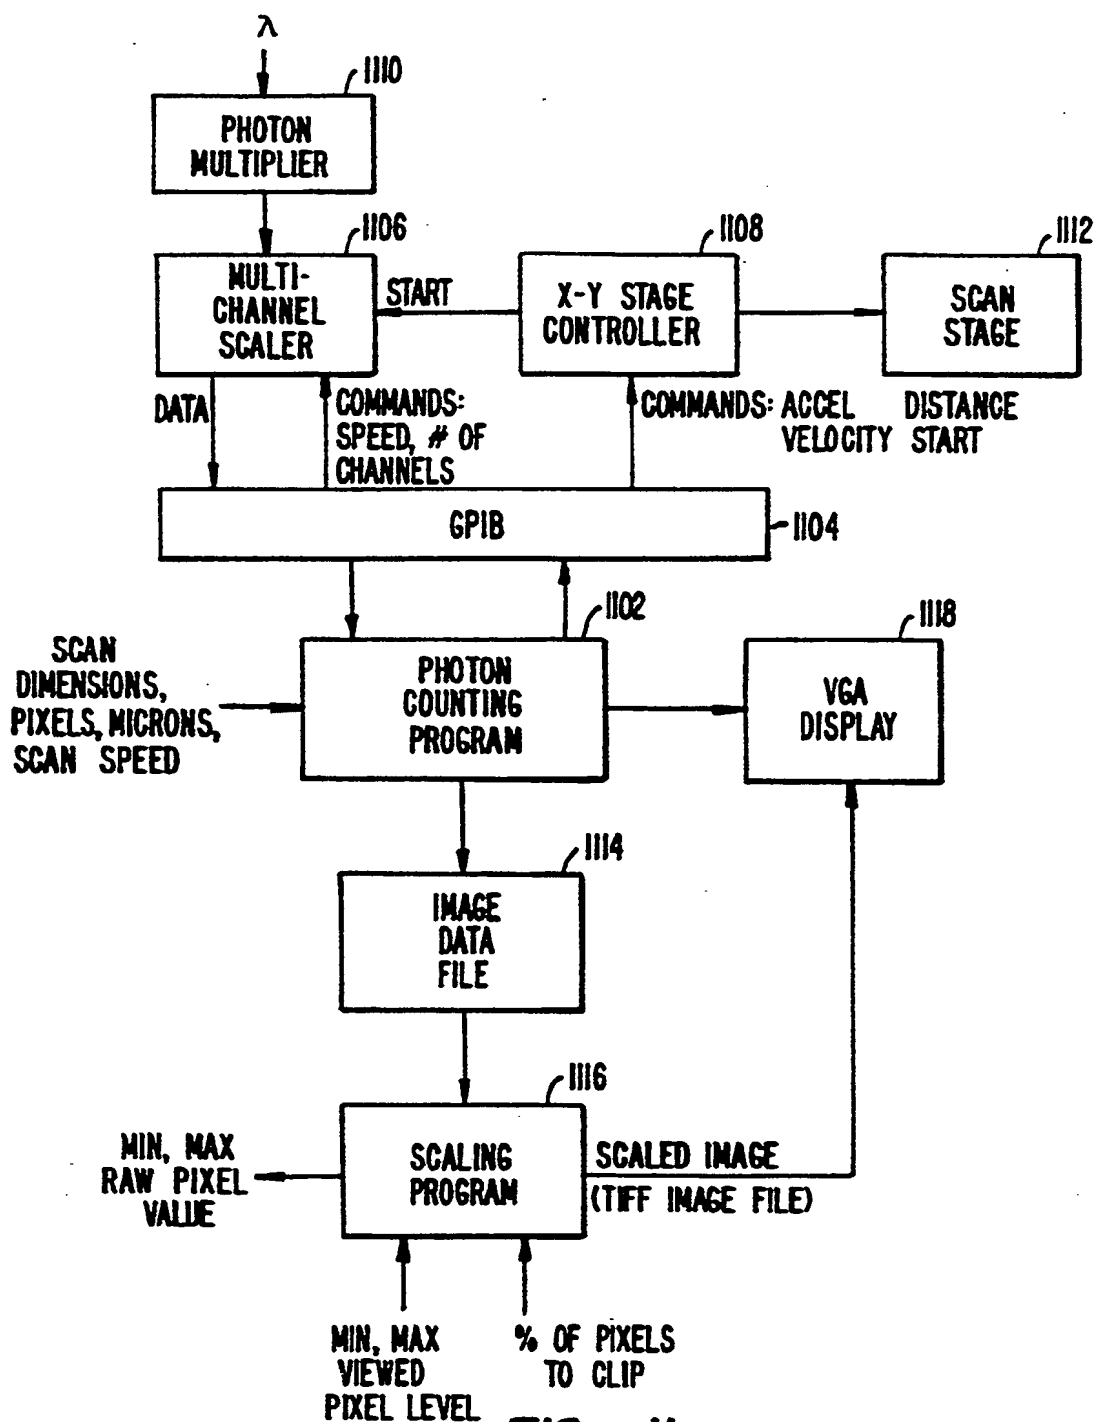 λ
1110
PHOTON
MULTIPLIER
1106
MULTI-
CHANNEL
SCALER
START
1108
X-Y STAGE
CONTROLLER
1112
SCAN
STAGE
DATA
COMMANDS:
SPEED, # OF
CHANNELS
COMMANDS: ACCEL DISTANCE
VELOCITY START
GPIB
1104
1102
SCAN
DIMENSIONS,
PIXELS, MICRONS,
SCAN SPEED
PHOTON
COUNTING
PROGRAM
1118
VGA
DISPLAY
1114
IMAGE
DATA
FILE
1116
MIN, MAX
RAW PIXEL
VALUE
SCALING
PROGRAM
SCALED IMAGE
(TIFF IMAGE FILE)
MIN, MAX
VIEWED
PIXEL LEVEL
% OF PIXELS
TO CLIP